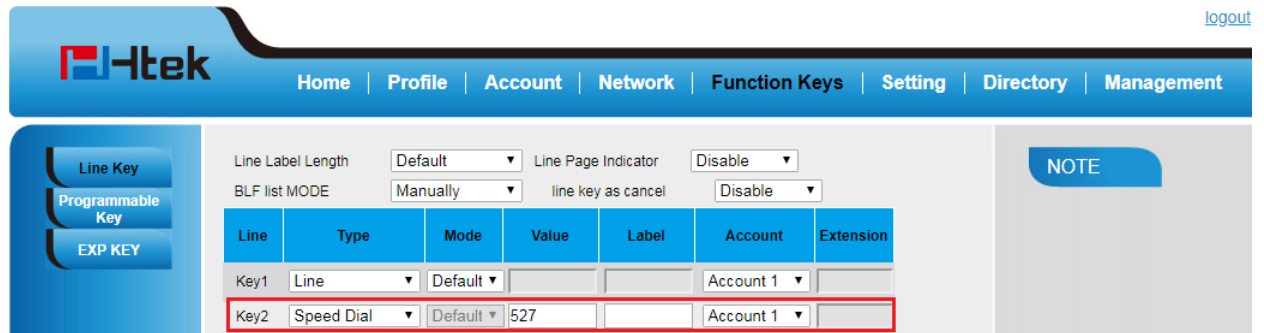 logout
Htek
Home | Profile | Account | Network | Function Keys | Setting | Directory | Management
Line Key
Programmable
Key
EXP KEY
Line Label Length Default Line Page Indicator Disable
BLF list MODE Manually line key as cancel Disable
Line Type Mode Value Label Account Extension
Key1 Line Default Account 1
Key2 Speed Dial Default 527 Account 1
NOTE